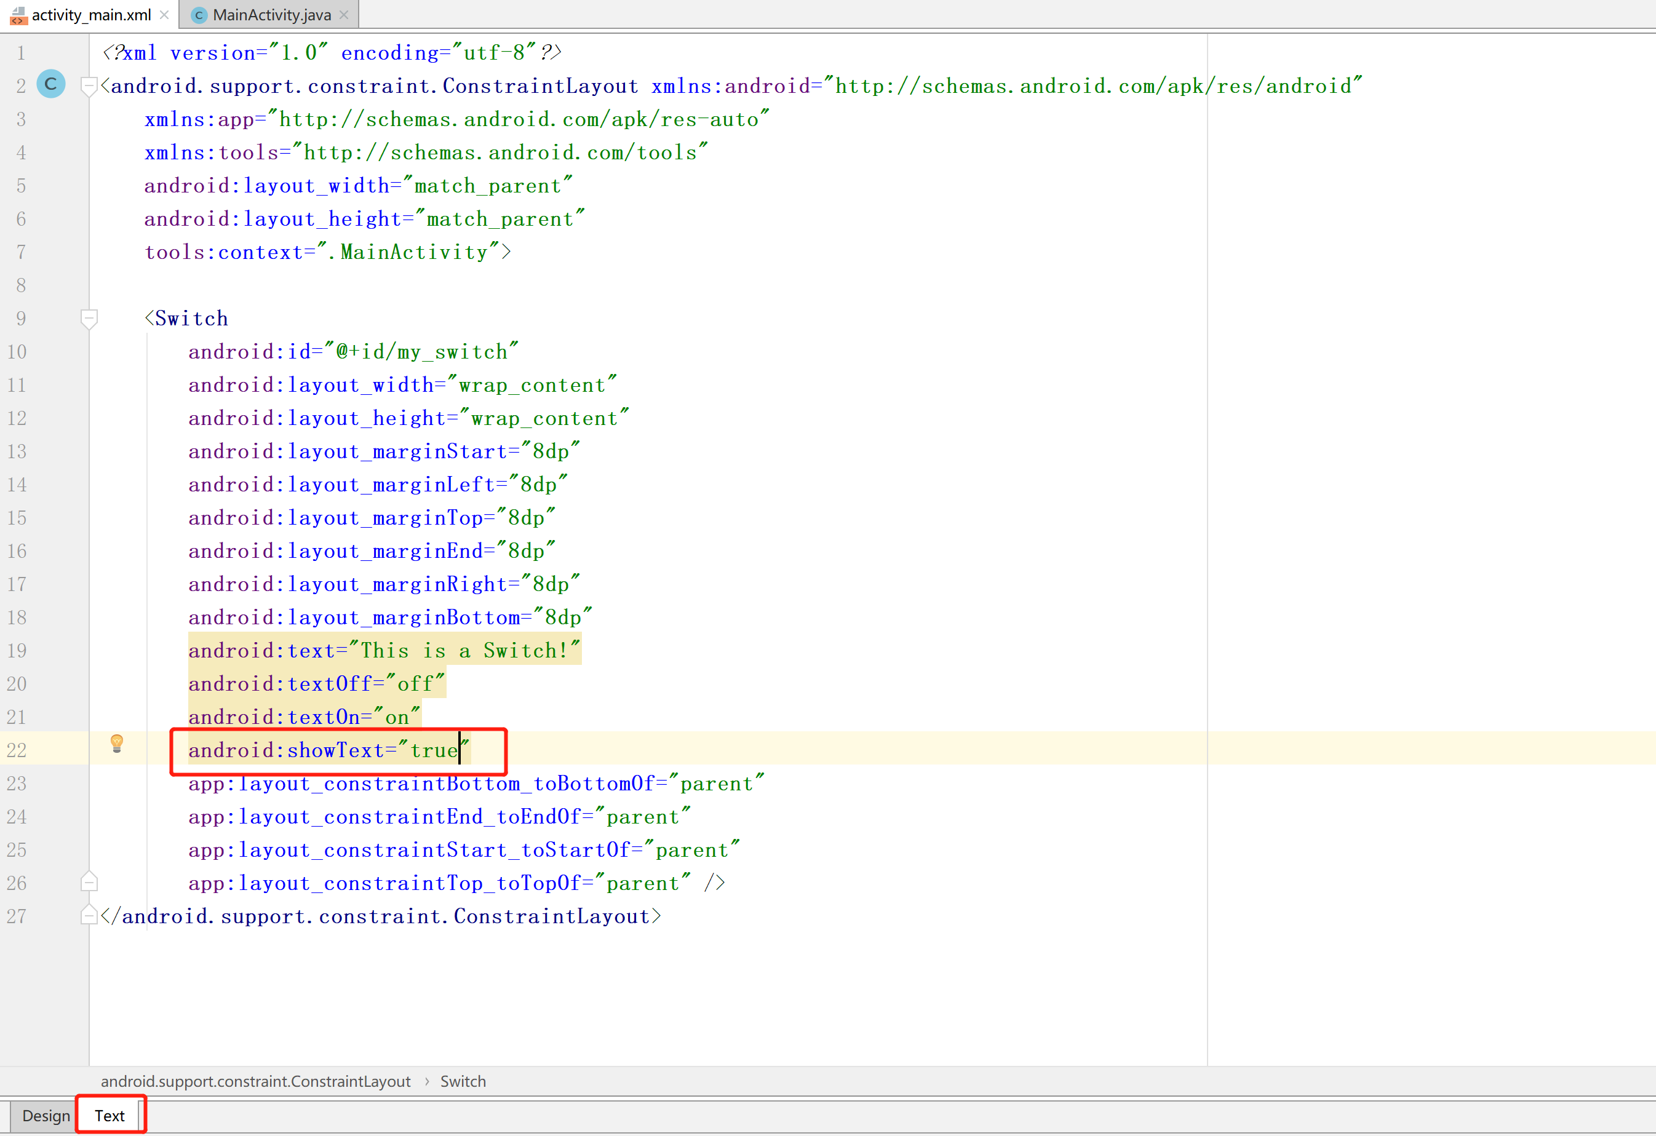 activity_main.xml × C MainActivity.java ×
1 <?xml version="1.0" encoding="utf-8"?>
2 C <android.support.constraint.ConstraintLayout xmlns:android="http://schemas.android.com/apk/res/android"
3 xmlns:app="http://schemas.android.com/apk/res-auto"
4 xmlns:tools="http://schemas.android.com/tools"
5 android:layout_width="match_parent"
6 android:layout_height="match_parent"
7 tools:context=".MainActivity">
8
9 <Switch
10 android:id="@+id/my_switch"
11 android:layout_width="wrap_content"
12 android:layout_height="wrap_content"
13 android:layout_marginStart="8dp"
14 android:layout_marginLeft="8dp"
15 android:layout_marginTop="8dp"
16 android:layout_marginEnd="8dp"
17 android:layout_marginRight="8dp"
18 android:layout_marginBottom="8dp"
19 android:text="This is a Switch!"
20 android:textOff="off"
21 android:textOn="on"
22 android:showText="true"
23 app:layout_constraintBottom_toBottomOf="parent"
24 app:layout_constraintEnd_toEndOf="parent"
25 app:layout_constraintStart_toStartOf="parent"
26 app:layout_constraintTop_toTopOf="parent" />
27 </android.support.constraint.ConstraintLayout>
android.support.constraint.ConstraintLayout › Switch
Design Text